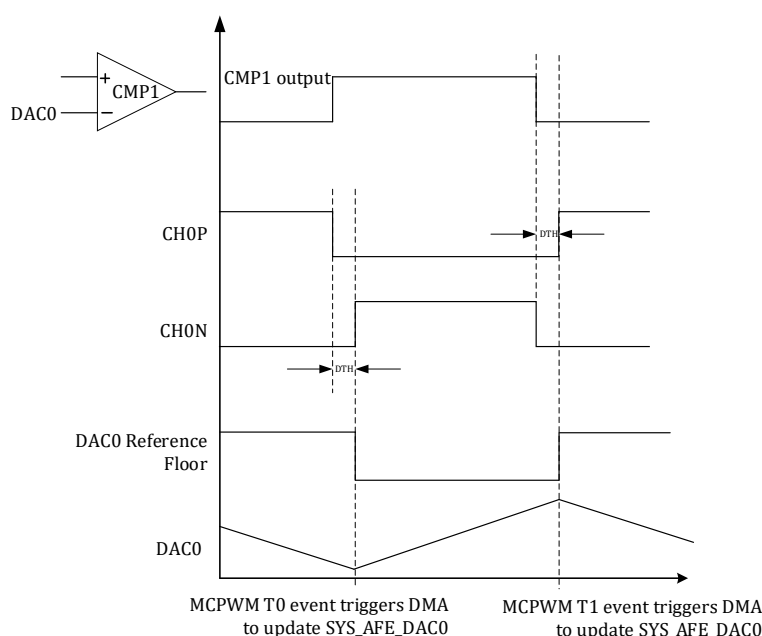 CMP1 output
+
CMP1
DAC0
−
CH0P
DTH
CH0N
DTH
DAC0 Reference
Floor
DAC0
MCPWM T0 event triggers DMA
to update SYS_AFE_DAC0
MCPWM T1 event triggers DMA
to update SYS_AFE_DAC0